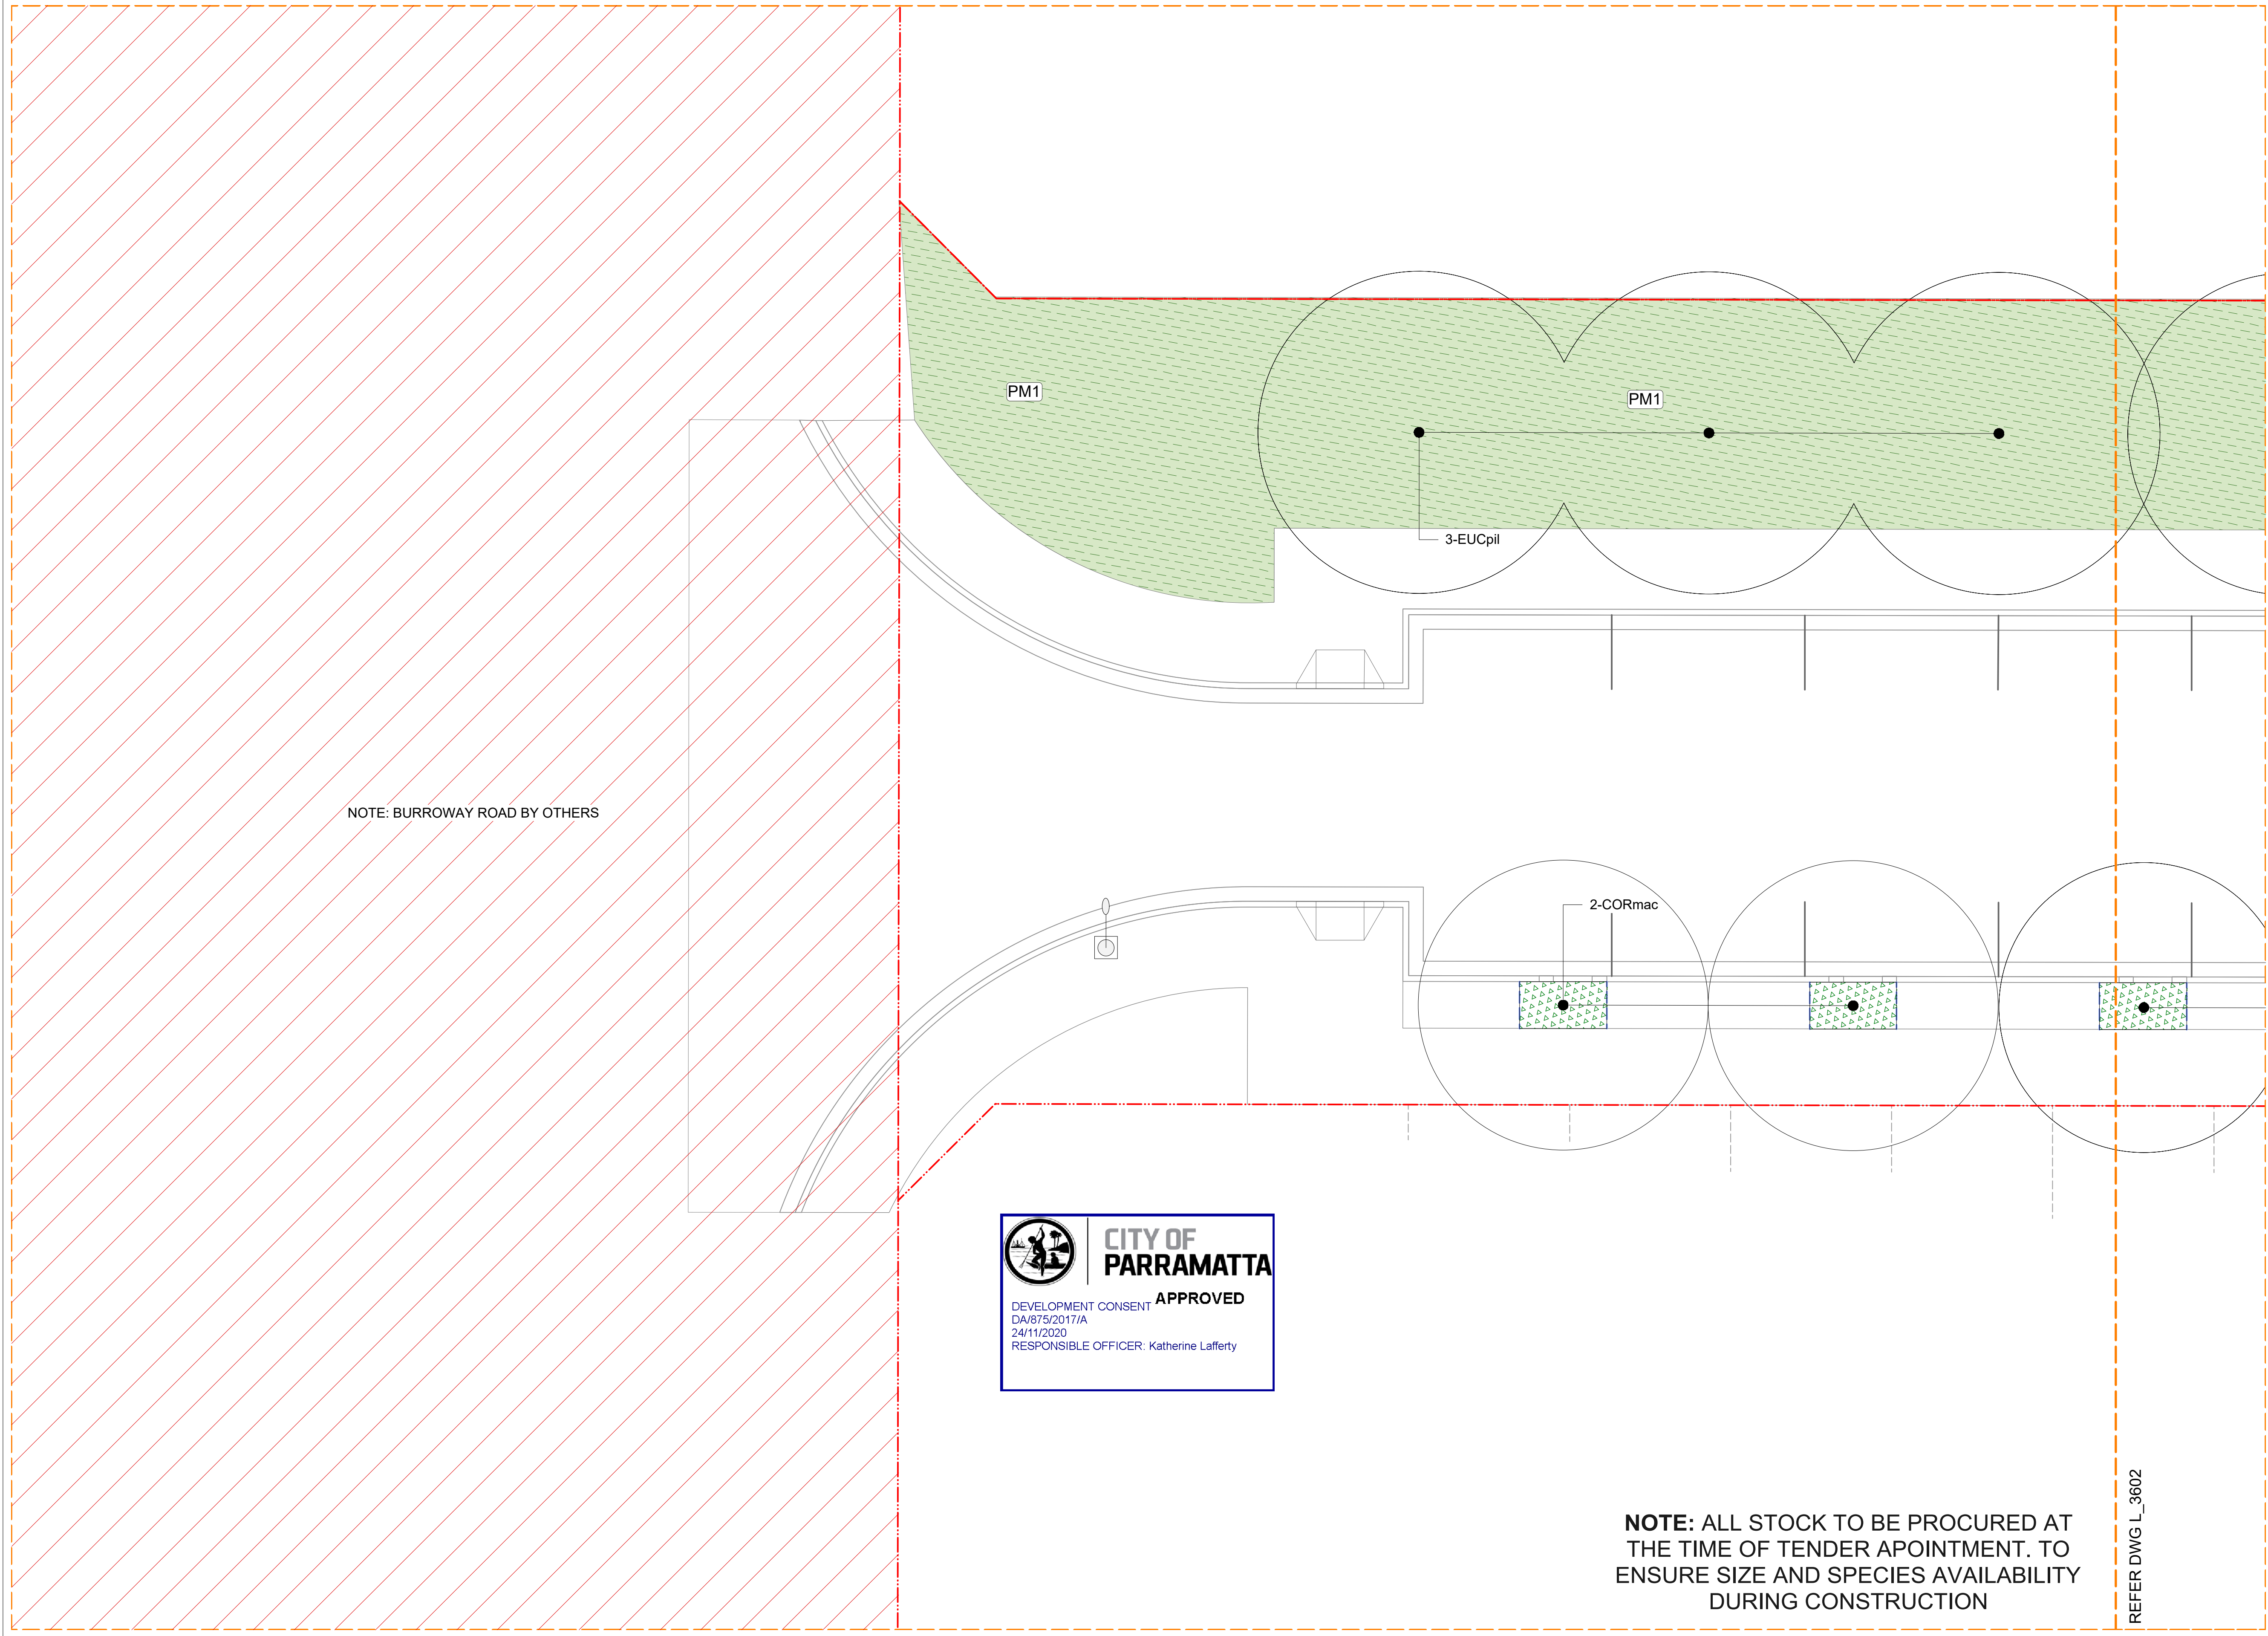 PM1
PM1
3-EUCpil
NOTE: BURROWAY ROAD BY OTHERS
2-CORmac
CITY OF
PARRAMATTA
APPROVED
DEVELOPMENT CONSENT
DA/875/2017/A
24/11/2020
RESPONSIBLE OFFICER: Katherine Lafferty
NOTE: ALL STOCK TO BE PROCURED AT
THE TIME OF TENDER APOINTMENT. TO
ENSURE SIZE AND SPECIES AVAILABILITY
DURING CONSTRUCTION
REFER DWG L_3602